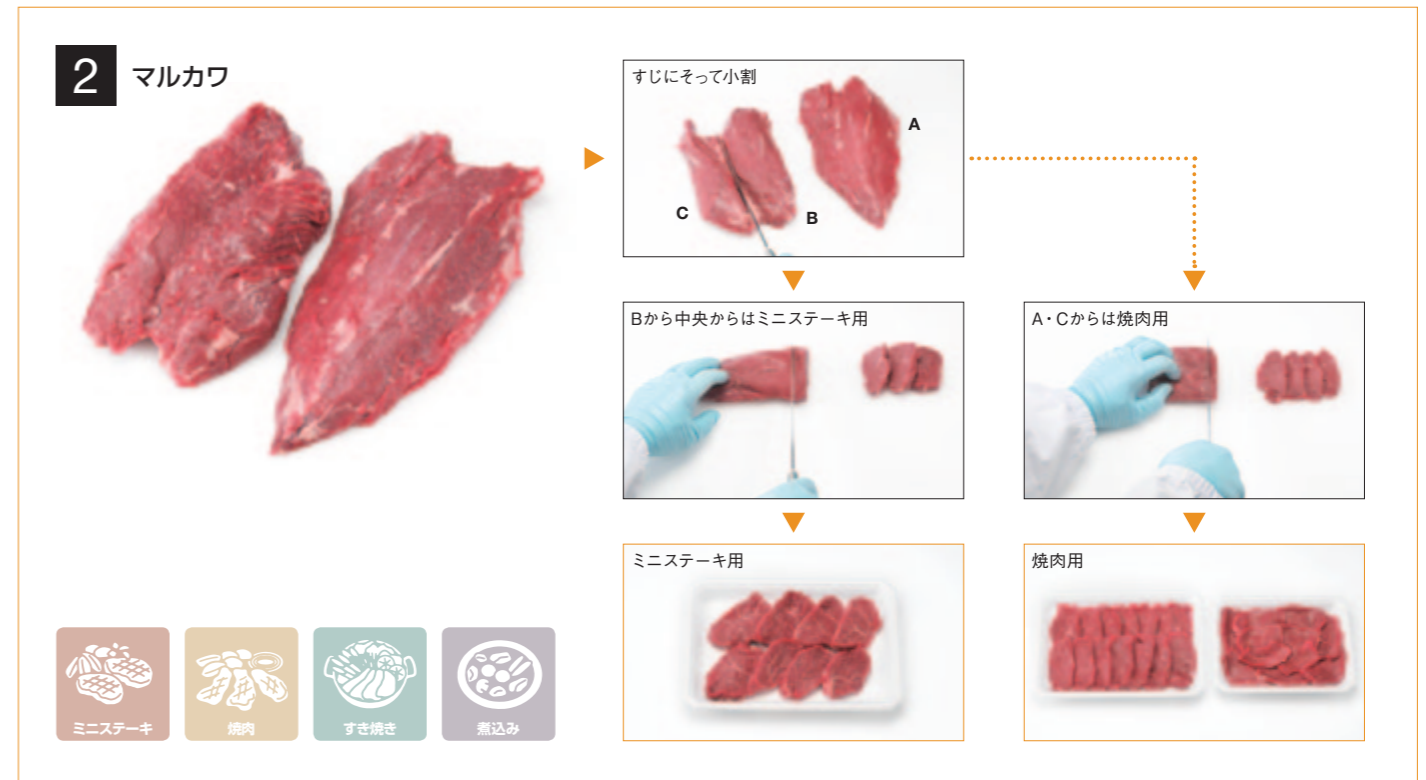 2 マルカワ
すじにそって小割
A
C
B
Bから中央からはミニステーキ用
A・Cからは焼肉用
ミニステーキ用
焼肉用
ミニステーキ
焼肉
すき焼き
煮込み